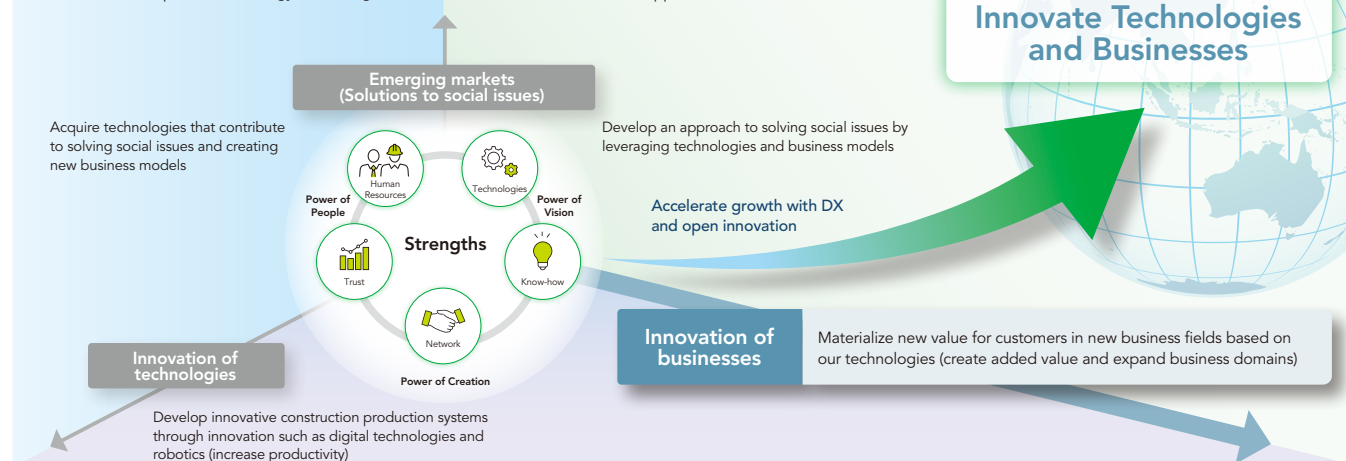 Innovate Technologies
and Businesses
Emerging markets
(Solutions to social issues)
Acquire technologies that contribute
to solving social issues and creating
new business models
Develop an approach to solving social issues by
leveraging technologies and business models
Human
Resources
Technologies
Power of
People
Power of
Vision
Accelerate growth with DX
and open innovation
Strengths
Trust
Know-how
Network
Power of Creation
Innovation of
businesses
Materialize new value for customers in new business fields based on
our technologies (create added value and expand business domains)
Innovation of
technologies
Develop innovative construction production systems
through innovation such as digital technologies and
robotics (increase productivity)